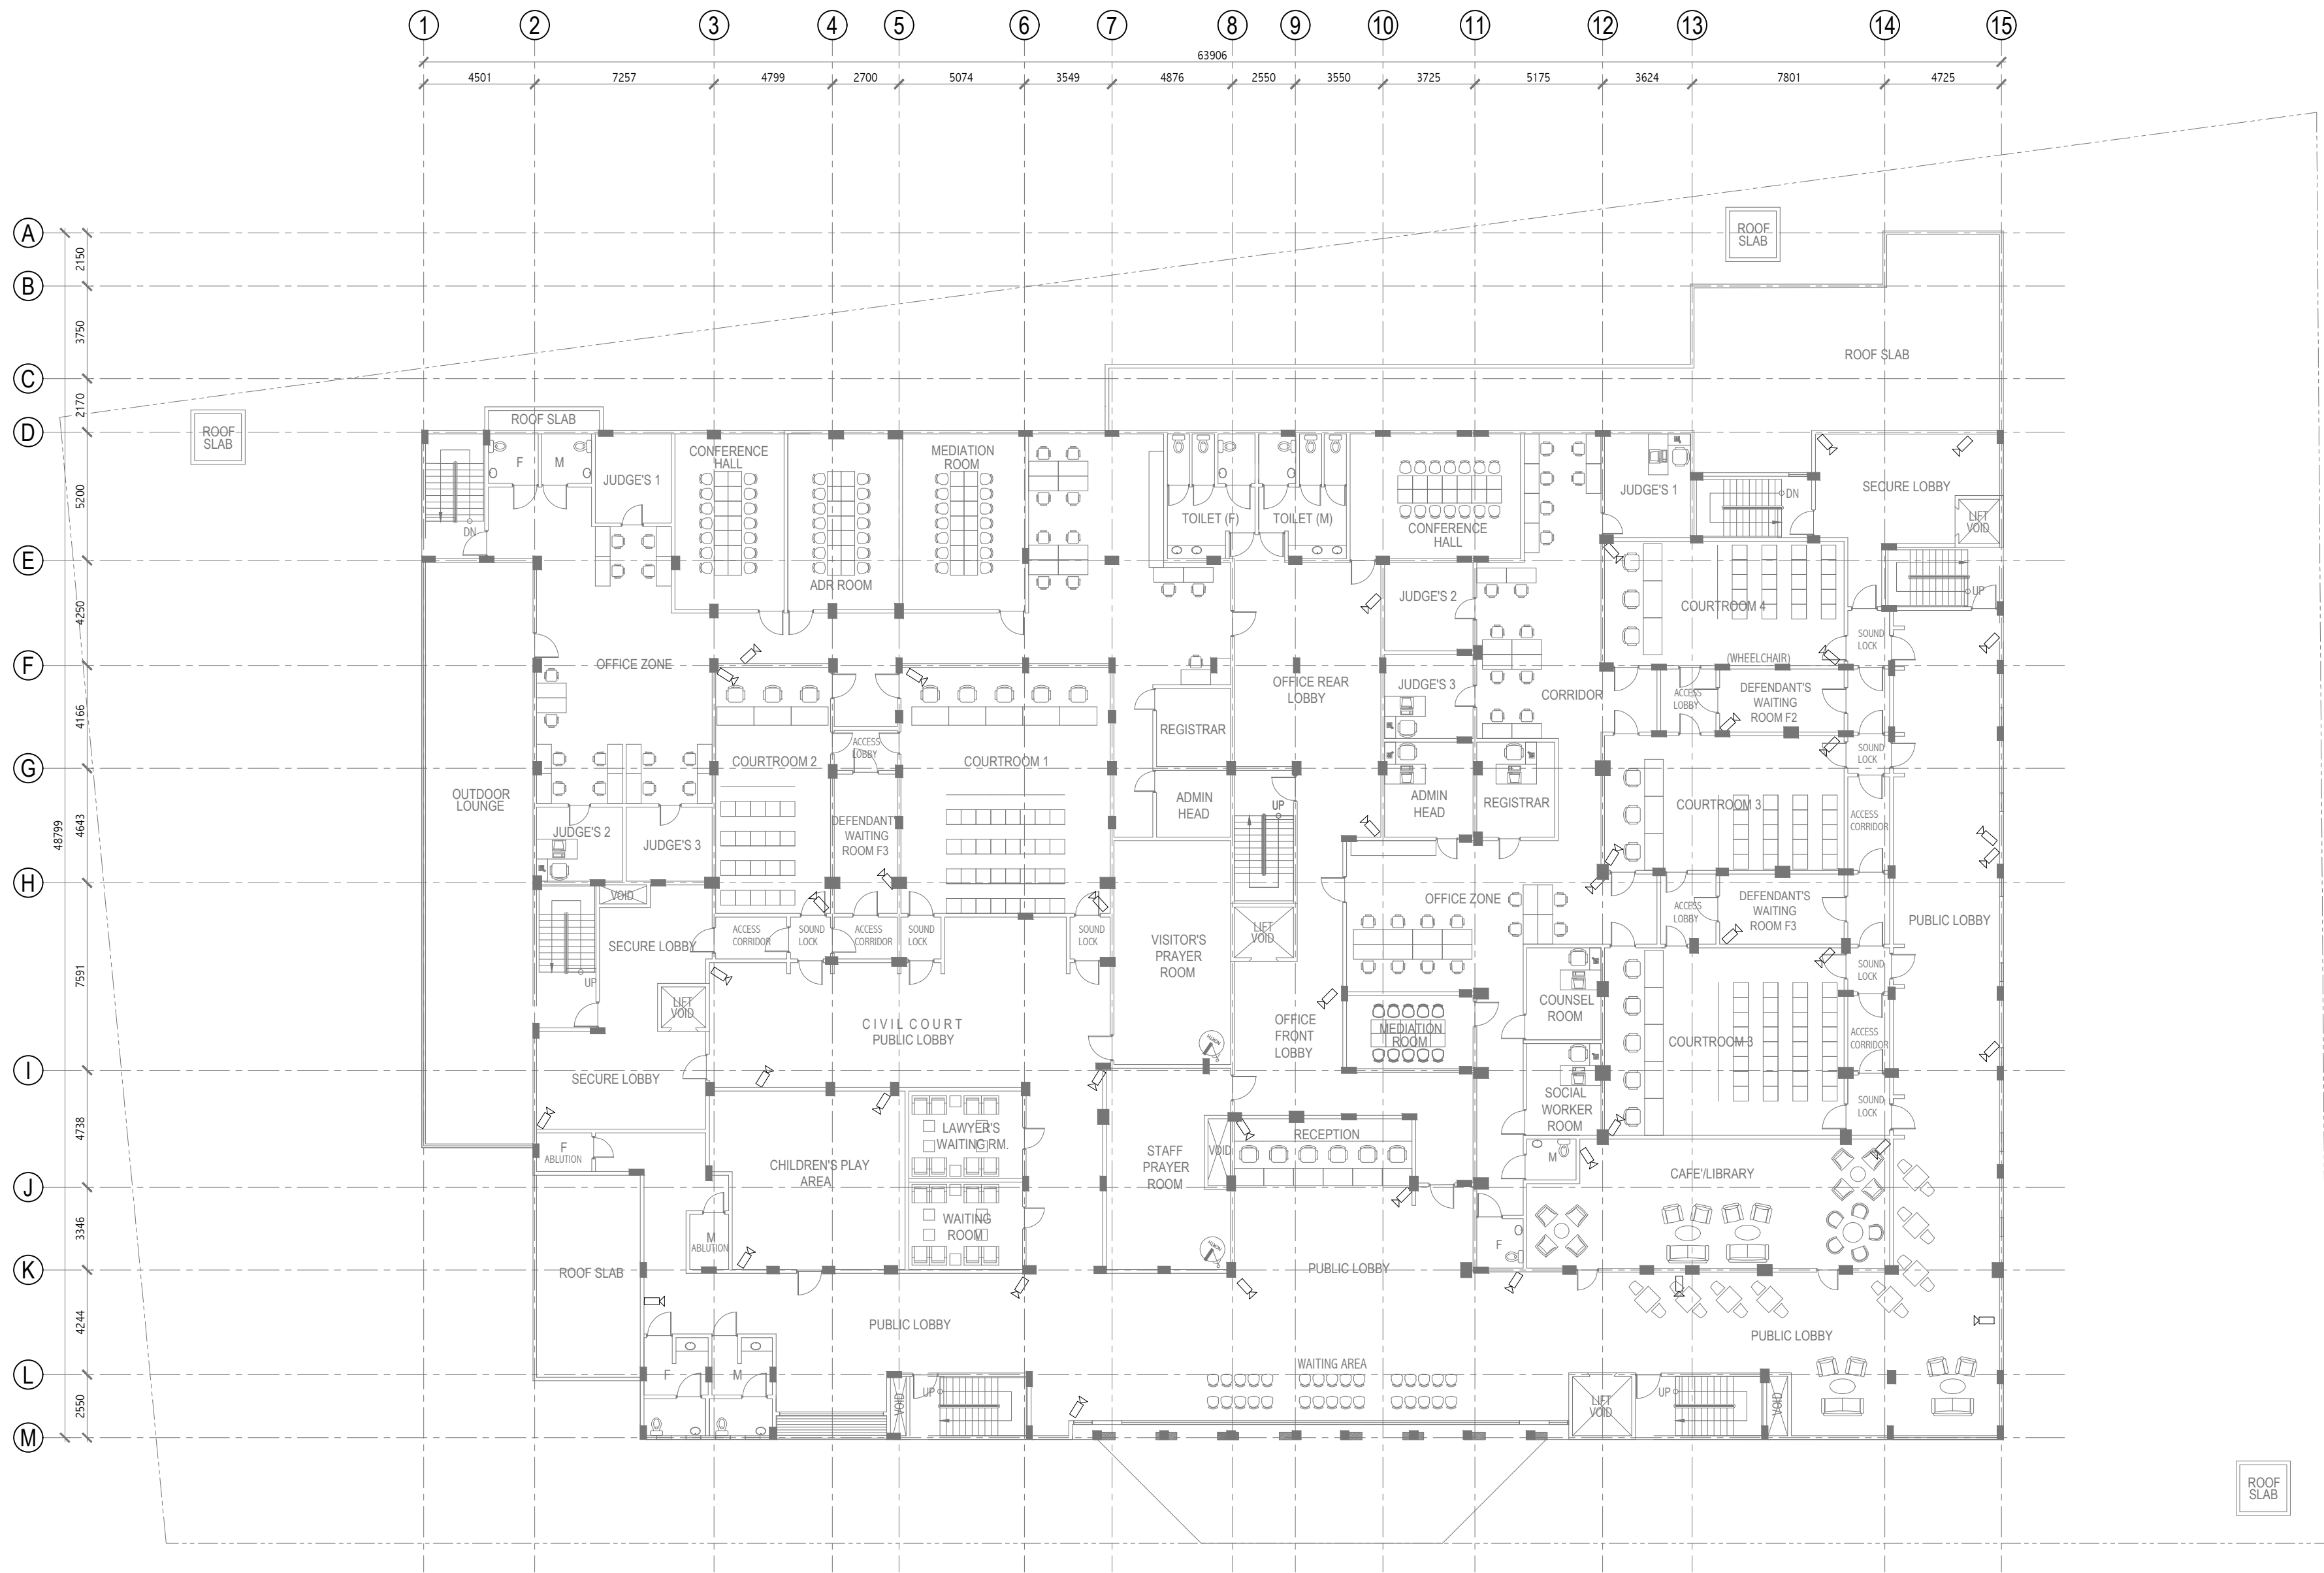 1 2 3 4 5 6 7 8 9 10 11 12 13 14 15
63906
4501 7257 4799 2700 5074 3549 4876 2550 3550 3725 5175 3624 7801 4725
A
B
C
D
E
F
G
H
I
J
K
L
M
48799
2150
3750
2170
5200
4250
4166
4643
7591
4738
3346
4244
2550
ROOF
SLAB
ROOF SLAB
ROOF
SLAB
ROOF SLAB
F
M
DN
JUDGE'S 1
CONFERENCE
HALL
ADR ROOM
MEDIATION
ROOM
TOILET (F)
TOILET (M)
CONFERENCE
HALL
JUDGE'S 1
DN
SECURE LOBBY
LIFT
VOID
UP
OFFICE ZONE
JUDGE'S 2
COURTROOM 4
(WHEELCHAIR)
SOUND
LOCK
OUTDOOR
LOUNGE
COURTROOM 2
ACCESS
LOBBY
COURTROOM 1
REGISTRAR
OFFICE REAR
LOBBY
JUDGE'S 3
CORRIDOR
ACCESS
LOBBY
DEFENDANT'S
WAITING
ROOM F2
SOUND
LOCK
ADMIN
HEAD
UP
ADMIN
HEAD
REGISTRAR
COURTROOM 3
ACCESS
CORRIDOR
JUDGE'S 2
JUDGE'S 3
DEFENDANT'
WAITING
ROOM F3
VOID
UP
SECURE LOBBY
ACCESS
CORRIDOR
SOUND
LOCK
ACCESS
CORRIDOR
SOUND
LOCK
SOUND
LOCK
VISITOR'S
PRAYER
ROOM
LIFT
VOID
OFFICE ZONE
ACCESS
LOBBY
DEFENDANT'S
WAITING
ROOM F3
PUBLIC LOBBY
SOUND
LOCK
LIFT
VOID
CIVIL COURT
PUBLIC LOBBY
NORTH
OFFICE
FRONT
LOBBY
MEDIATION
ROOM
COUNSEL
ROOM
COURTROOM 3
ACCESS
CORRIDOR
SECURE LOBBY
SOCIAL
WORKER
ROOM
SOUND
LOCK
F
ABLUTION
CHILDREN'S PLAY
AREA
LAWYER'S
WAITING RM.
STAFF
PRAYER
ROOM
VOID
RECEPTION
M
CAFE'/LIBRARY
M
ABLUTION
WAITING
ROOM
NORTH
F
ROOF SLAB
PUBLIC LOBBY
PUBLIC LOBBY
PUBLIC LOBBY
F
M
VOID
UP
WAITING AREA
LIFT
VOID
UP
VOID
ROOF
SLAB